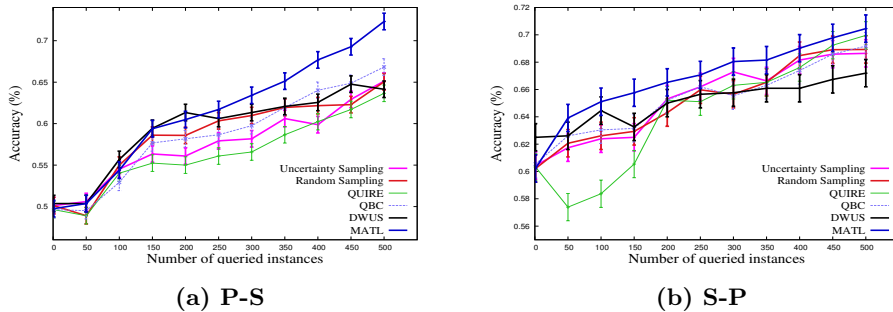 0.7
0.65
0.6
0.55
0.5
Accuracy (%)
Uncertainty Sampling
Random Sampling
QUIRE
QBC
DWUS
MATL
0 50 100 150 200 250 300 350 400 450 500
Number of queried instances
(a) P-S
0.72
0.7
0.68
0.66
0.64
0.62
0.6
0.58
0.56
Accuracy (%)
Uncertainty Sampling
Random Sampling
QUIRE
QBC
DWUS
MATL
0 50 100 150 200 250 300 350 400 450 500
Number of queried instances
(b) S-P